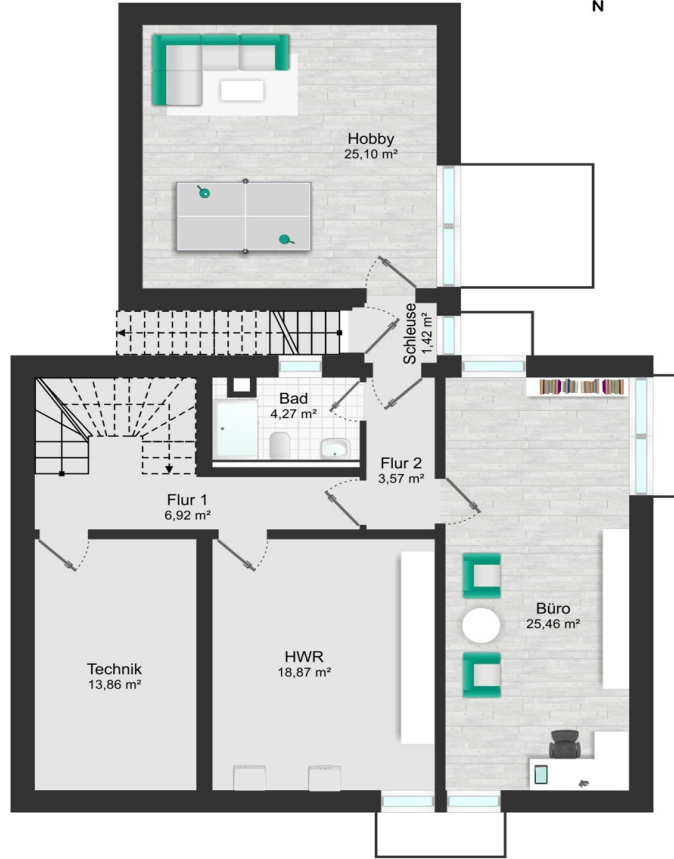 N
Hobby
25,10 m²
Schleuse
1,42 m²
Bad
4,27 m²
Flur 2
3,57 m²
Flur 1
6,92 m²
Büro
25,46 m²
HWR
18,87 m²
Technik
13,86 m²